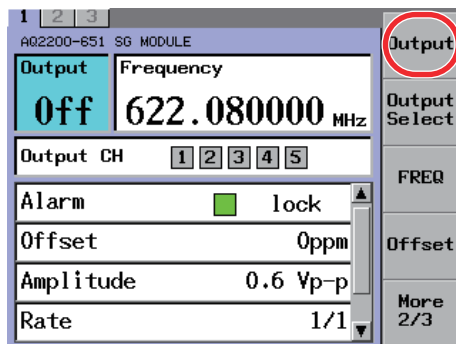 1 2 3
AQ2200-651 SG MODULE
Output Frequency
Off 622.080000 MHz
Output CH 1 2 3 4 5
Alarm lock
Offset 0ppm
Amplitude 0.6 Vp-p
Rate 1/1
Output
Output
Select
FREQ
Offset
More
2/3